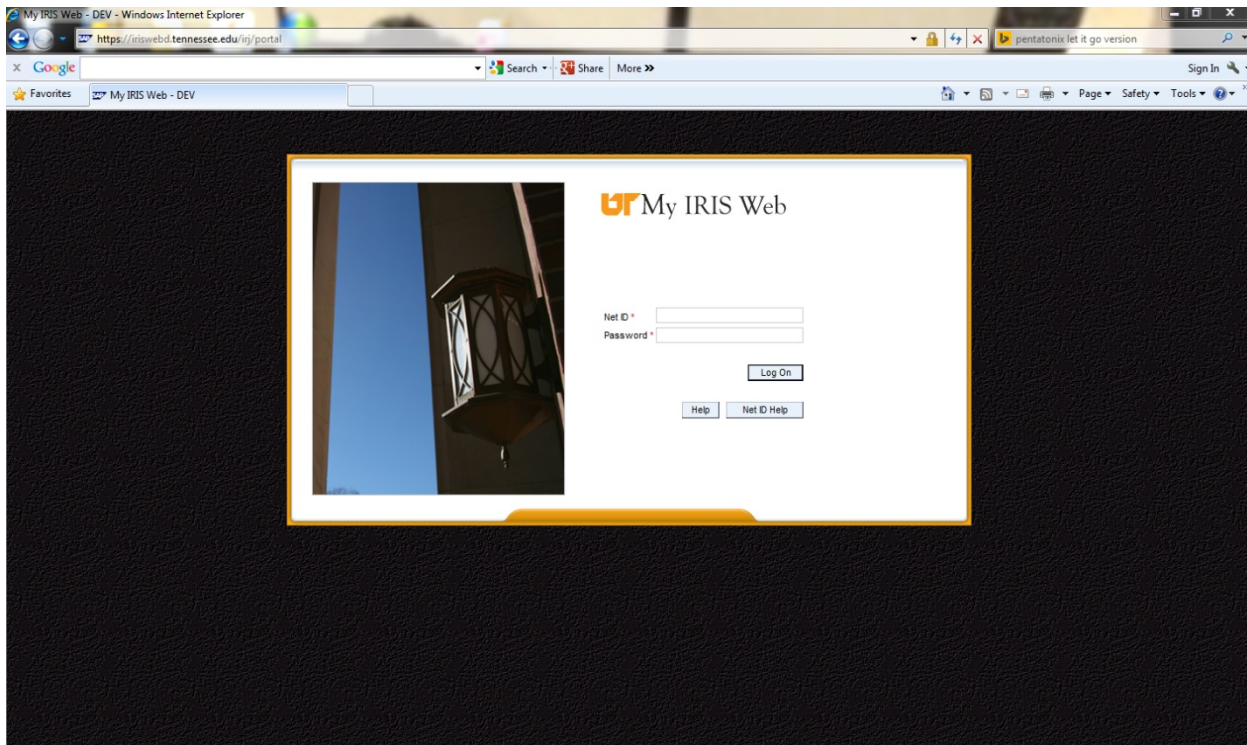 My IRIS Web - DEV - Windows Internet Explorer
https://iriswebd.tennessee.edu/irj/portal
pentatonix let it go version
x Google Search Share More »
Sign In
Favorites SAP My IRIS Web - DEV
Page Safety Tools
UT My IRIS Web
Net ID *
Password *
Log On
Help Net ID Help